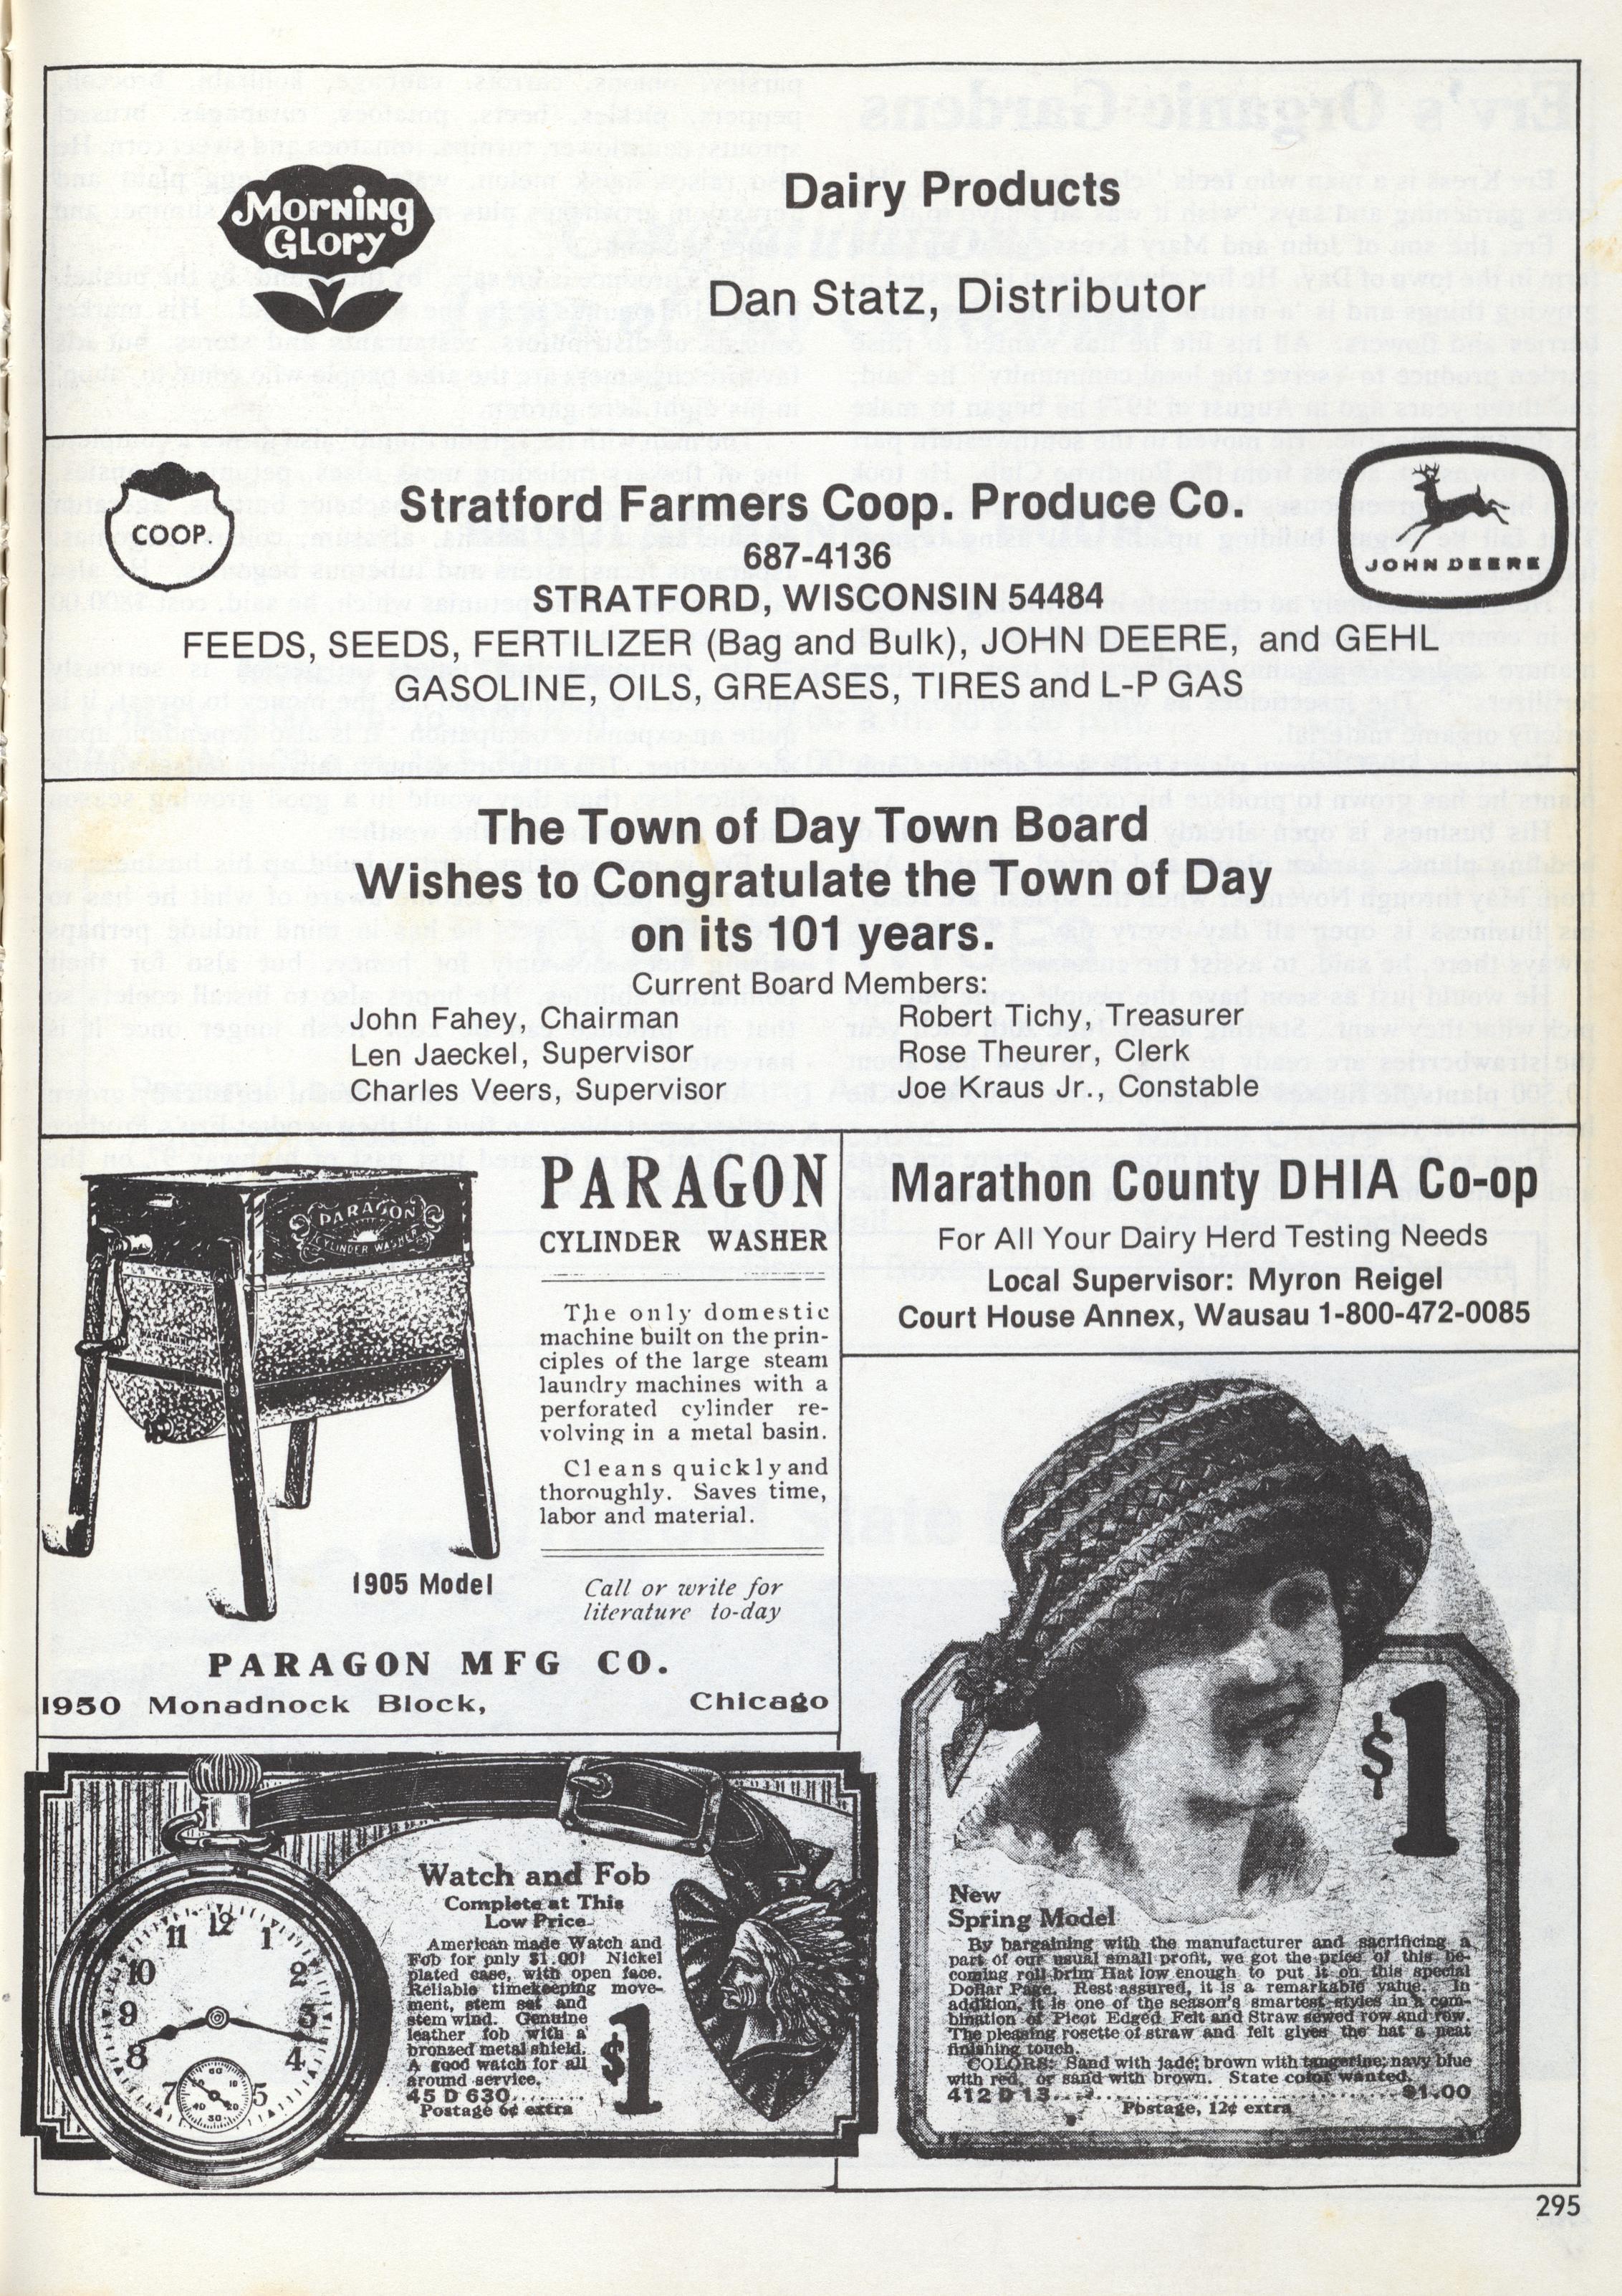 Morning
Glory
Dairy Products
Dan Statz, Distributor
COOP.
Stratford Farmers Coop. Produce Co.
687-4136
STRATFORD, WISCONSIN 54484
FEEDS, SEEDS, FERTILIZER (Bag and Bulk), JOHN DEERE, and GEHL
GASOLINE, OILS, GREASES, TIRES and L-P GAS
JOHN DEERE
The Town of Day Town Board
Wishes to Congratulate the Town of Day
on its 101 years.
Current Board Members:
John Fahey, Chairman
Len Jaeckel, Supervisor
Charles Veers, Supervisor
Robert Tichy, Treasurer
Rose Theurer, Clerk
Joe Kraus Jr., Constable
PARAGON
CYLINDER WASHER
PARAGON
CYLINDER WASHER
The only domestic
machine built on the prin-
ciples of the large steam
laundry machines with a
perforated cylinder re-
volving in a metal basin.
Cleans quickly and
thoroughly. Saves time,
labor and material.
1905 Model
Call or write for
literature to-day
PARAGON MFG CO.
1950 Monadnock Block, Chicago
Marathon County DHIA Co-op
For All Your Dairy Herd Testing Needs
Local Supervisor: Myron Reigel
Court House Annex, Wausau 1-800-472-0085
12
1
2
3
4
5
7
8
9
10
11
Watch and Fob
Complete at This
Low Price
American made Watch and
Fob for only $1.00! Nickel
plated case, with open face.
Reliable timekeeping move-
ment, stem set and
stem wind. Genuine
leather fob with a
bronzed metal shield.
A good watch for all
around service.
45 D 630........
Postage 6¢ extra
$1
$1
New
Spring Model
By bargaining with the manufacturer and sacrificing a
part of our usual small profit, we got the price of this be-
coming roll-brim Hat low enough to put it on this special
Dollar Page. Rest assured, it is a remarkable value. In
addition, it is one of the season's smartest styles in a com-
bination of Picot Edged Felt and Straw sewed row and row.
The pleasing rosette of straw and felt gives the hat a neat
finishing touch.
COLORS: Sand with jade; brown with tangerine; navy blue
with red, or sand with brown. State color wanted.
412 D 13........ $1.00
Postage, 12¢ extra
295